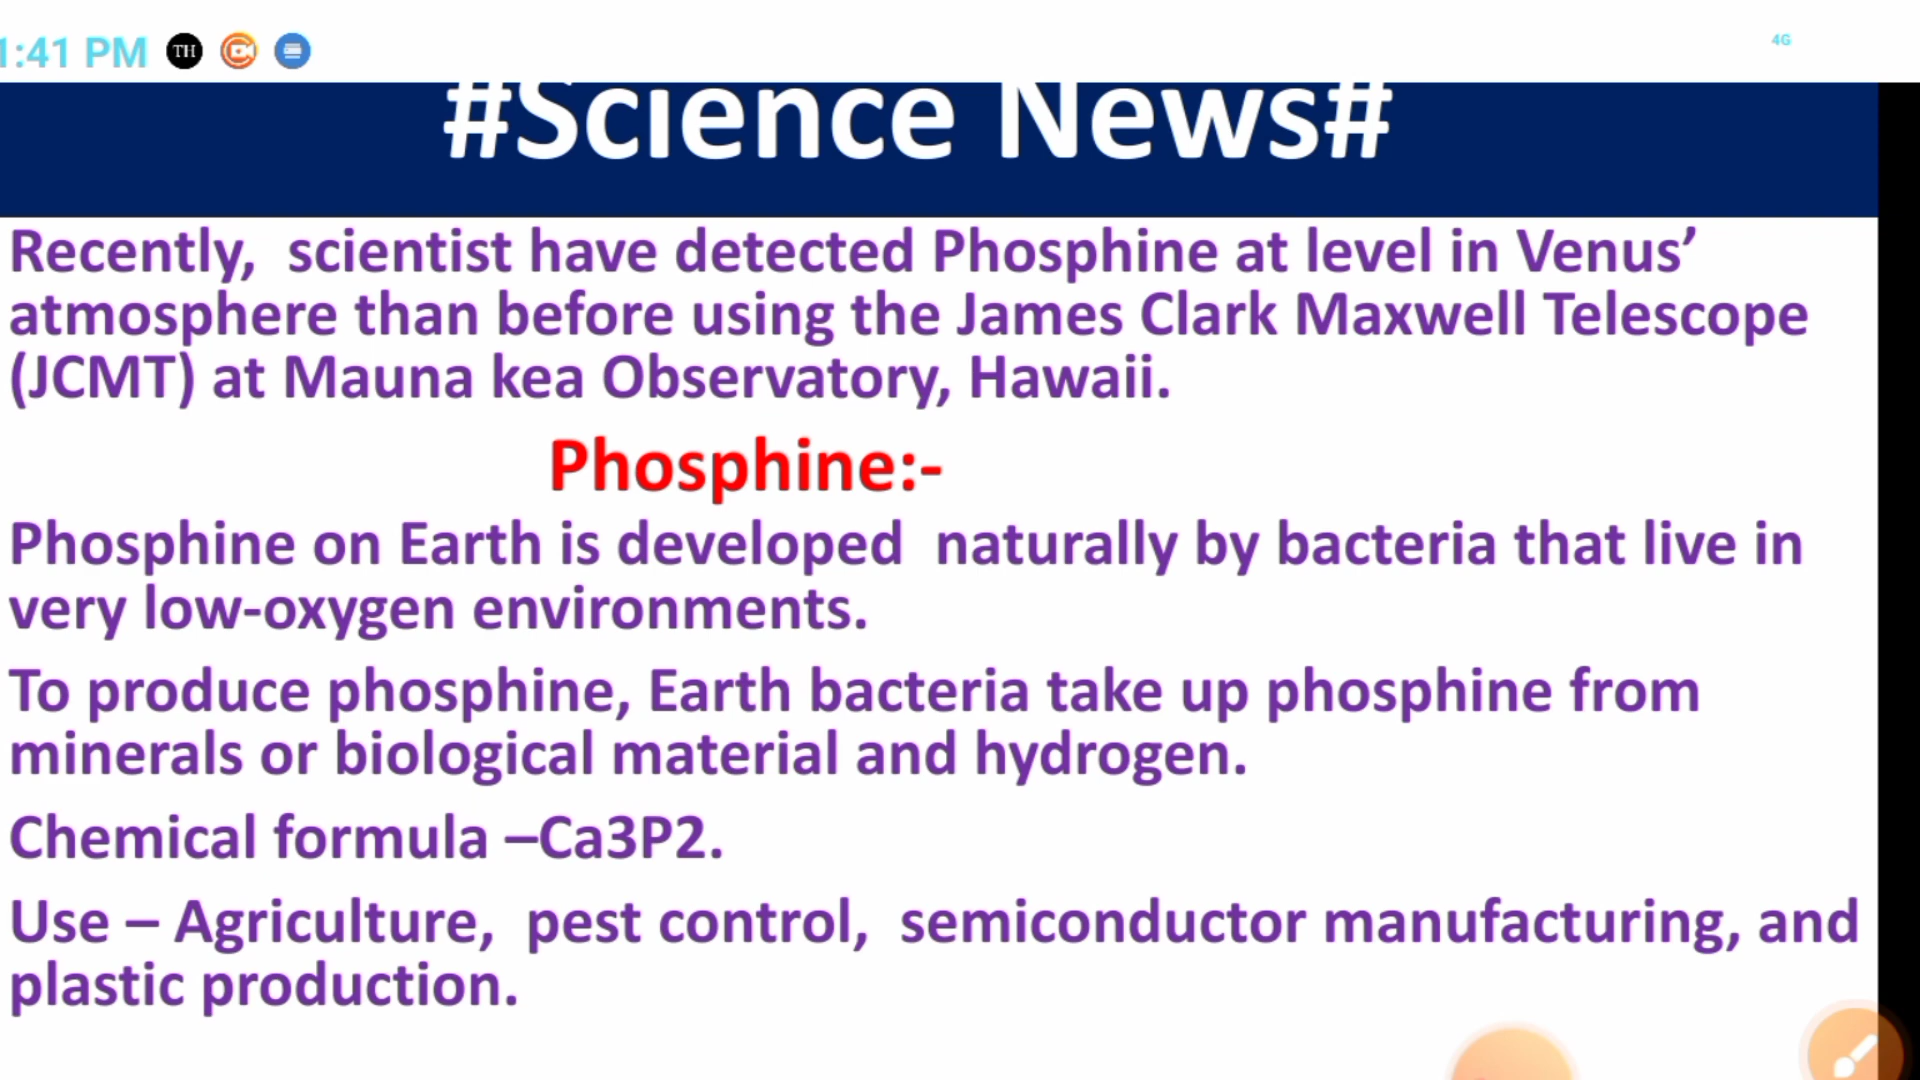 1:41 PM TH 4G
#Science News#
Recently, scientist have detected Phosphine at level in Venus’
atmosphere than before using the James Clark Maxwell Telescope
(JCMT) at Mauna kea Observatory, Hawaii.
Phosphine:-
Phosphine on Earth is developed naturally by bacteria that live in
very low-oxygen environments.
To produce phosphine, Earth bacteria take up phosphine from
minerals or biological material and hydrogen.
Chemical formula –Ca3P2.
Use – Agriculture, pest control, semiconductor manufacturing, and
plastic production.